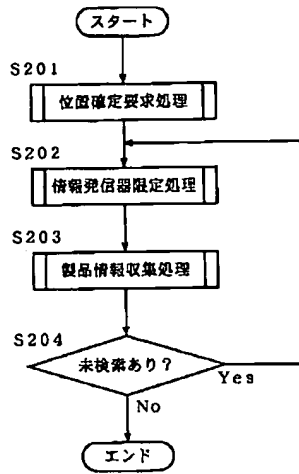 スタート
S201
位置確定要求処理
S202
情報発信器限定処理
S203
製品情報収集処理
S204
未検索あり？
Yes
No
エンド